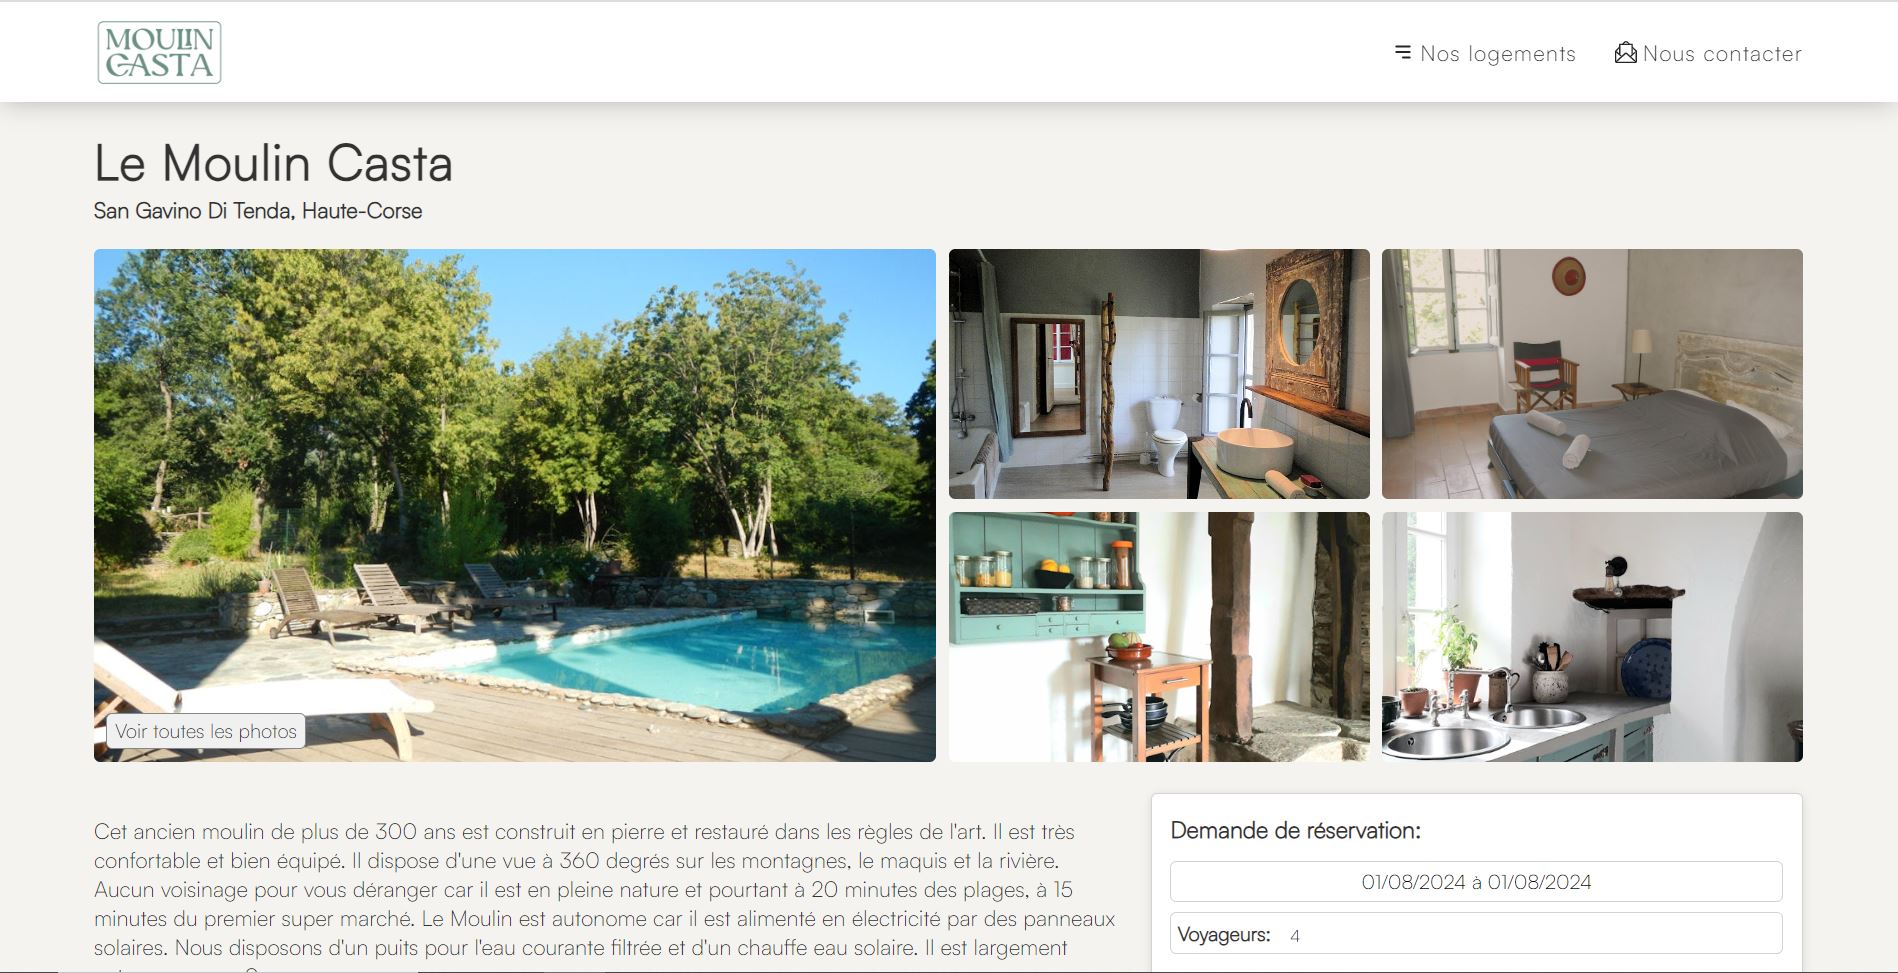 MOULIN
CASTA
Nos logements
Nous contacter
Le Moulin Casta
San Gavino Di Tenda, Haute-Corse
Voir toutes les photos
Cet ancien moulin de plus de 300 ans est construit en pierre et restauré dans les règles de l'art. Il est très
confortable et bien équipé. Il dispose d'une vue à 360 degrés sur les montagnes, le maquis et la rivière.
Aucun voisinage pour vous déranger car il est en pleine nature et pourtant à 20 minutes des plages, à 15
minutes du premier super marché. Le Moulin est autonome car il est alimenté en électricité par des panneaux
solaires. Nous disposons d'un puits pour l'eau courante filtrée et d'un chauffe eau solaire. Il est largement
Demande de réservation:
01/08/2024 à 01/08/2024
Voyageurs: 4